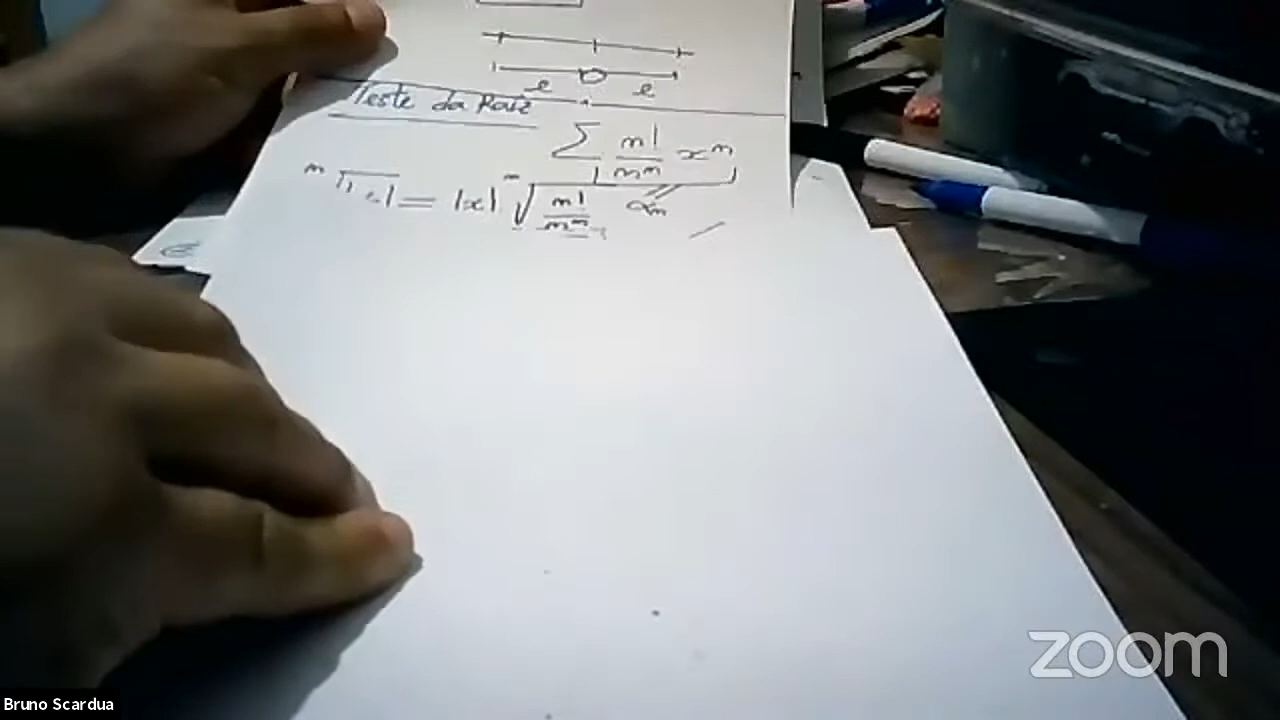 e e
Teste da Raiz
∑ n!/nⁿ xⁿ
ⁿ√| | = |x| ⁿ√(n!/nⁿ) aₙ
zoom
Bruno Scardua